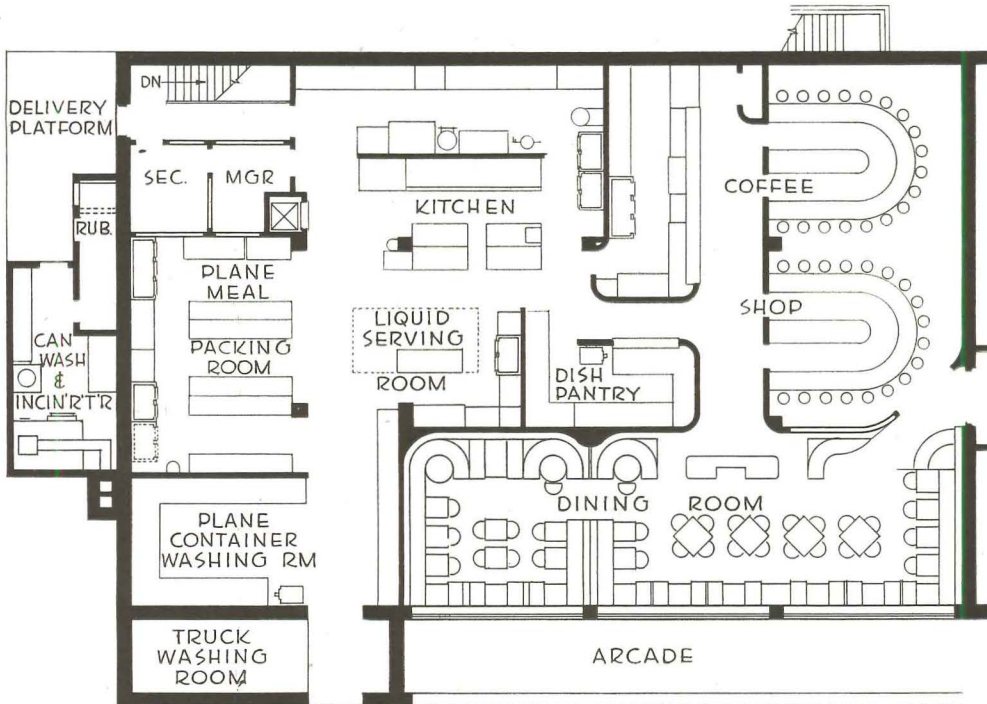 DN
DELIVERY
PLATFORM
SEC.
MGR
RUB.
KITCHEN
COFFEE
SHOP
PLANE
MEAL
PACKING
ROOM
LIQUID
SERVING
ROOM
CAN
WASH
&
INCIN'R'T'R
DISH
PANTRY
DINING ROOM
PLANE
CONTAINER
WASHING RM
TRUCK
WASHING
ROOM
ARCADE